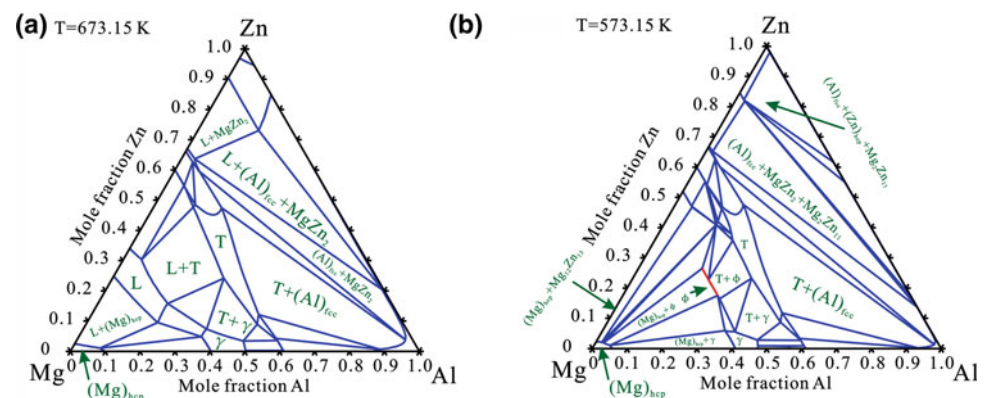 (a) T=673.15 K
Zn
1.0
0.9
0.8
0.7
0.6
0.5
0.4
0.3
0.2
0.1
0
Mole fraction Zn
L+MgZn₂
L+(Al)fcc+MgZn₂
(Al)fcc+MgZn₂
T
L+T
L
T+(Al)fcc
L+(Mg)hcp
T+γ
γ
Mg
0.1 0.2 0.3 0.4 0.5 0.6 0.7 0.8 0.9 1.0
Al
(Mg)hcp
Mole fraction Al
(b) T=573.15 K
Zn
1.0
0.9
0.8
0.7
0.6
0.5
0.4
0.3
0.2
0.1
0
Mole fraction Zn
(Al)fcc+(Zn)hcp+Mg₂Zn₁₁
(Al)fcc+MgZn₂+Mg₂Zn₁₁
(Mg)hcp+Mg₁₂Zn₁₃
T
T+ϕ
ϕ
(Mg)hcp+ϕ
T+(Al)fcc
T+γ
(Mg)hcp+γ
γ
Mg
0.1 0.2 0.3 0.4 0.5 0.6 0.7 0.8 0.9 1.0
Al
(Mg)hcp
Mole fraction Al